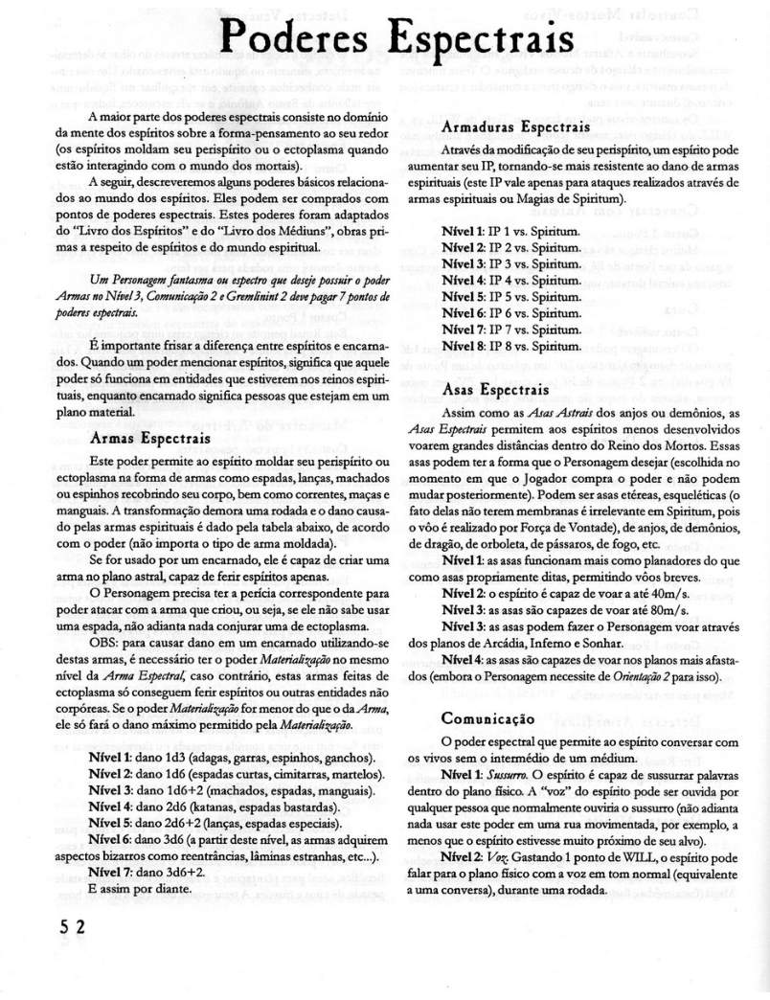 Poderes Espectrais
A maior parte dos poderes espectrais consiste no domínio
da mente dos espíritos sobre a forma-pensamento ao seu redor
(os espíritos moldam seu perispírito ou o ectoplasma quando
estão interagindo com o mundo dos mortais).
A seguir, descreveremos alguns poderes básicos relaciona-
dos ao mundo dos espíritos. Eles podem ser comprados com
pontos de poderes espectrais. Estes poderes foram adaptados
do “Livro dos Espíritos” e do “Livro dos Médiuns”, obras pri-
mas a respeito de espíritos e do mundo espiritual.
Um Personagem fantasma ou espectro que deseje possuir o poder
Armas no Nível 3, Comunicação 2 e Gremlinint 2 deve pagar 7 pontos de
poderes espectrais.
É importante frisar a diferença entre espíritos e encarna-
dos. Quando um poder mencionar espíritos, significa que aquele
poder só funciona em entidades que estiverem nos reinos espiri-
tuais, enquanto encarnado significa pessoas que estejam em um
plano material.
Armas Espectrais
Este poder permite ao espírito moldar seu perispírito ou
ectoplasma na forma de armas como espadas, lanças, machados
ou espinhos recobrindo seu corpo, bem como correntes, maças e
manguais. A transformação demora uma rodada e o dano causa-
do pelas armas espirituais é dado pela tabela abaixo, de acordo
com o poder (não importa o tipo de arma moldada).
Se for usado por um encarnado, ele é capaz de criar uma
arma no plano astral, capaz de ferir espíritos apenas.
O Personagem precisa ter a perícia correspondente para
poder atacar com a arma que criou, ou seja, se ele não sabe usar
uma espada, não adianta nada conjurar uma de ectoplasma.
OBS: para causar dano em um encarnado utilizando-se
destas armas, é necessário ter o poder Materialização no mesmo
nível da Arma Espectral, caso contrário, estas armas feitas de
ectoplasma só conseguem ferir espíritos ou outras entidades não
corpóreas. Se o poder Materialização for menor do que o da Arma,
ele só fará o dano máximo permitido pela Materialização.
Nível 1: dano 1d3 (adagas, garras, espinhos, ganchos).
Nível 2: dano 1d6 (espadas curtas, cimitarras, martelos).
Nível 3: dano 1d6+2 (machados, espadas, manguais).
Nível 4: dano 2d6 (katanas, espadas bastardas).
Nível 5: dano 2d6+2 (lanças, espadas especiais).
Nível 6: dano 3d6 (a partir deste nível, as armas adquirem
aspectos bizarros como reentrâncias, lâminas estranhas, etc...).
Nível 7: dano 3d6+2.
E assim por diante.
52
Armaduras Espectrais
Através da modificação de seu perispírito, um espírito pode
aumentar seu IP, tornando-se mais resistente ao dano de armas
espirituais (este IP vale apenas para ataques realizados através de
armas espirituais ou Magias de Spiritum).
Nível 1: IP 1 vs. Spiritum.
Nível 2: IP 2 vs. Spiritum.
Nível 3: IP 3 vs. Spiritum.
Nível 4: IP 4 vs. Spiritum.
Nível 5: IP 5 vs. Spiritum.
Nível 6: IP 6 vs. Spiritum.
Nível 7: IP 7 vs. Spiritum.
Nível 8: IP 8 vs. Spiritum.
Asas Espectrais
Assim como as Asas Astrais dos anjos ou demônios, as
Asas Espectrais permitem aos espíritos menos desenvolvidos
voarem grandes distâncias dentro do Reino dos Mortos. Essas
asas podem ter a forma que o Personagem desejar (escolhida no
momento em que o Jogador compra o poder e não podem
mudar posteriormente). Podem ser asas etéreas, esqueléticas (o
fato delas não terem membranas é irrelevante em Spiritum, pois
o vôo é realizado por Força de Vontade), de anjos, de demônios,
de dragão, de orboleta, de pássaros, de fogo, etc.
Nível 1: as asas funcionam mais como planadores do que
como asas propriamente ditas, permitindo vôos breves.
Nível 2: o espírito é capaz de voar a até 40m/s.
Nível 3: as asas são capazes de voar até 80m/s.
Nível 3: as asas podem fazer o Personagem voar através
dos planos de Arcádia, Inferno e Sonhar.
Nível 4: as asas são capazes de voar nos planos mais afasta-
dos (embora o Personagem necessite de Orientação 2 para isso).
Comunicação
O poder espectral que permite ao espírito conversar com
os vivos sem o intermédio de um médium.
Nível 1: Sussurro. O espírito é capaz de sussurrar palavras
dentro do plano físico. A “voz” do espírito pode ser ouvida por
qualquer pessoa que normalmente ouviria o sussurro (não adianta
nada usar este poder em uma rua movimentada, por exemplo, a
menos que o espírito estivesse muito próximo de seu alvo).
Nível 2: Voz. Gastando 1 ponto de WILL, o espírito pode
falar para o plano físico com a voz em tom normal (equivalente
a uma conversa), durante uma rodada.